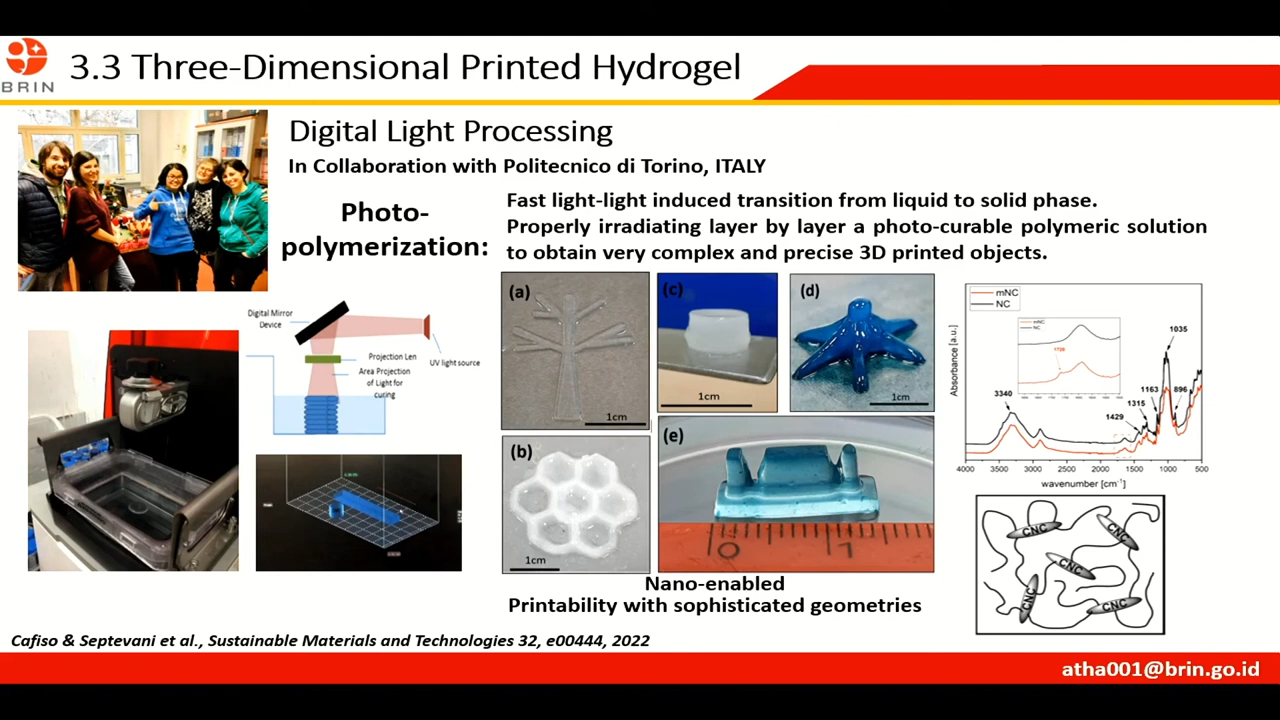 BRIN
3.3 Three-Dimensional Printed Hydrogel
Digital Light Processing
In Collaboration with Politecnico di Torino, ITALY
Photo-
polymerization:
Fast light-light induced transition from liquid to solid phase.
Properly irradiating layer by layer a photo-curable polymeric solution
to obtain very complex and precise 3D printed objects.
Digital Mirror
Device
UV light source
Projection Len
Area Projection
of Light for
curing
(a)
1cm
(b)
1cm
(c)
1cm
(d)
1cm
(e)
0 1
mNC
NC
mNC
NC
1728
Absorbance [a.u.]
3340
1429
1315
1163
1035
896
4000 3500 3000 2500 2000 1500 1000 500
wavenumber [cm⁻¹]
CNC
CNC
CNC
CNC
CNC
Nano-enabled
Printability with sophisticated geometries
Cafiso & Septevani et al., Sustainable Materials and Technologies 32, e00444, 2022
atha001@brin.go.id